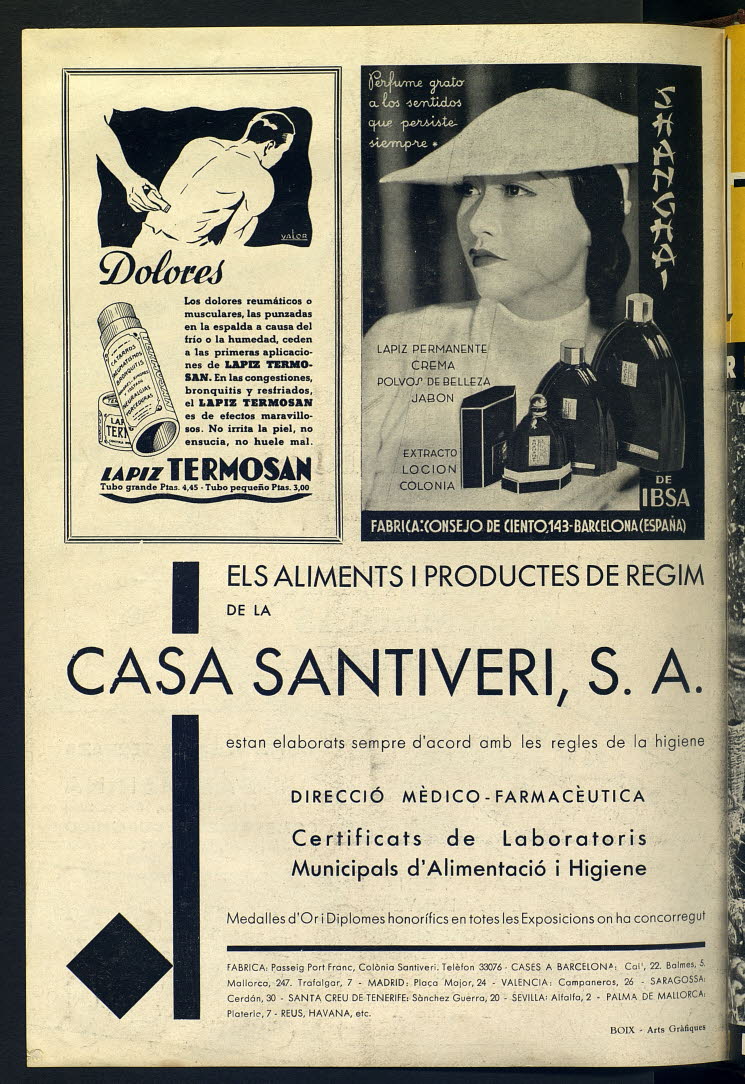 VALOR
Dolores
Los dolores reumáticos o
musculares, las punzadas
en la espalda a causa del
frío o la humedad, ceden
a las primeras aplicacio-
nes de LAPIZ TERMO-
SAN. En las congestiones,
bronquitis y resfriados,
el LAPIZ TERMOSAN
es de efectos maravillo-
sos. No irrita la piel, no
ensucia, no huele mal.
CATARROS
REUMATISMOS
BRONQUITIS
NEURALGIAS
LAPIZ TERMOSAN
Tubo grande Ptas. 4,45 - Tubo pequeño Ptas. 3,00
Perfume grato
a los sentidos
que persiste
siempre.
SHANGHAI
LAPIZ PERMANENTE
CREMA
POLVOS DE BELLEZA
JABON
EXTRACTO
LOCION
COLONIA
DE
IBSA
FABRICA: CONSEJO DE CIENTO, 143 - BARCELONA (ESPAÑA)
ELS ALIMENTS I PRODUCTES DE REGIM
DE LA
CASA SANTIVERI, S. A.
estan elaborats sempre d'acord amb les regles de la higiene
DIRECCIÓ MÈDICO-FARMACÈUTICA
Certificats de Laboratoris
Municipals d'Alimentació i Higiene
Medalles d'Or i Diplomes honorífics en totes les Exposicions on ha concorregut
FABRICA: Passeig Port Franc, Colònia Santiveri. Telèfon 33076 - CASES A BARCELONA: Call, 22. Balmes, 5.
Mallorca, 247. Trafalgar, 7 - MADRID: Plaça Major, 24 - VALENCIA: Campaneros, 26 - SARAGOSSA:
Cerdán, 30 - SANTA CREU DE TENERIFE: Sánchez Guerra, 20 - SEVILLA: Alfalfa, 2 - PALMA DE MALLORCA:
Plateria, 7 - REUS, HAVANA, etc.
BOIX - Arts Gràfiques